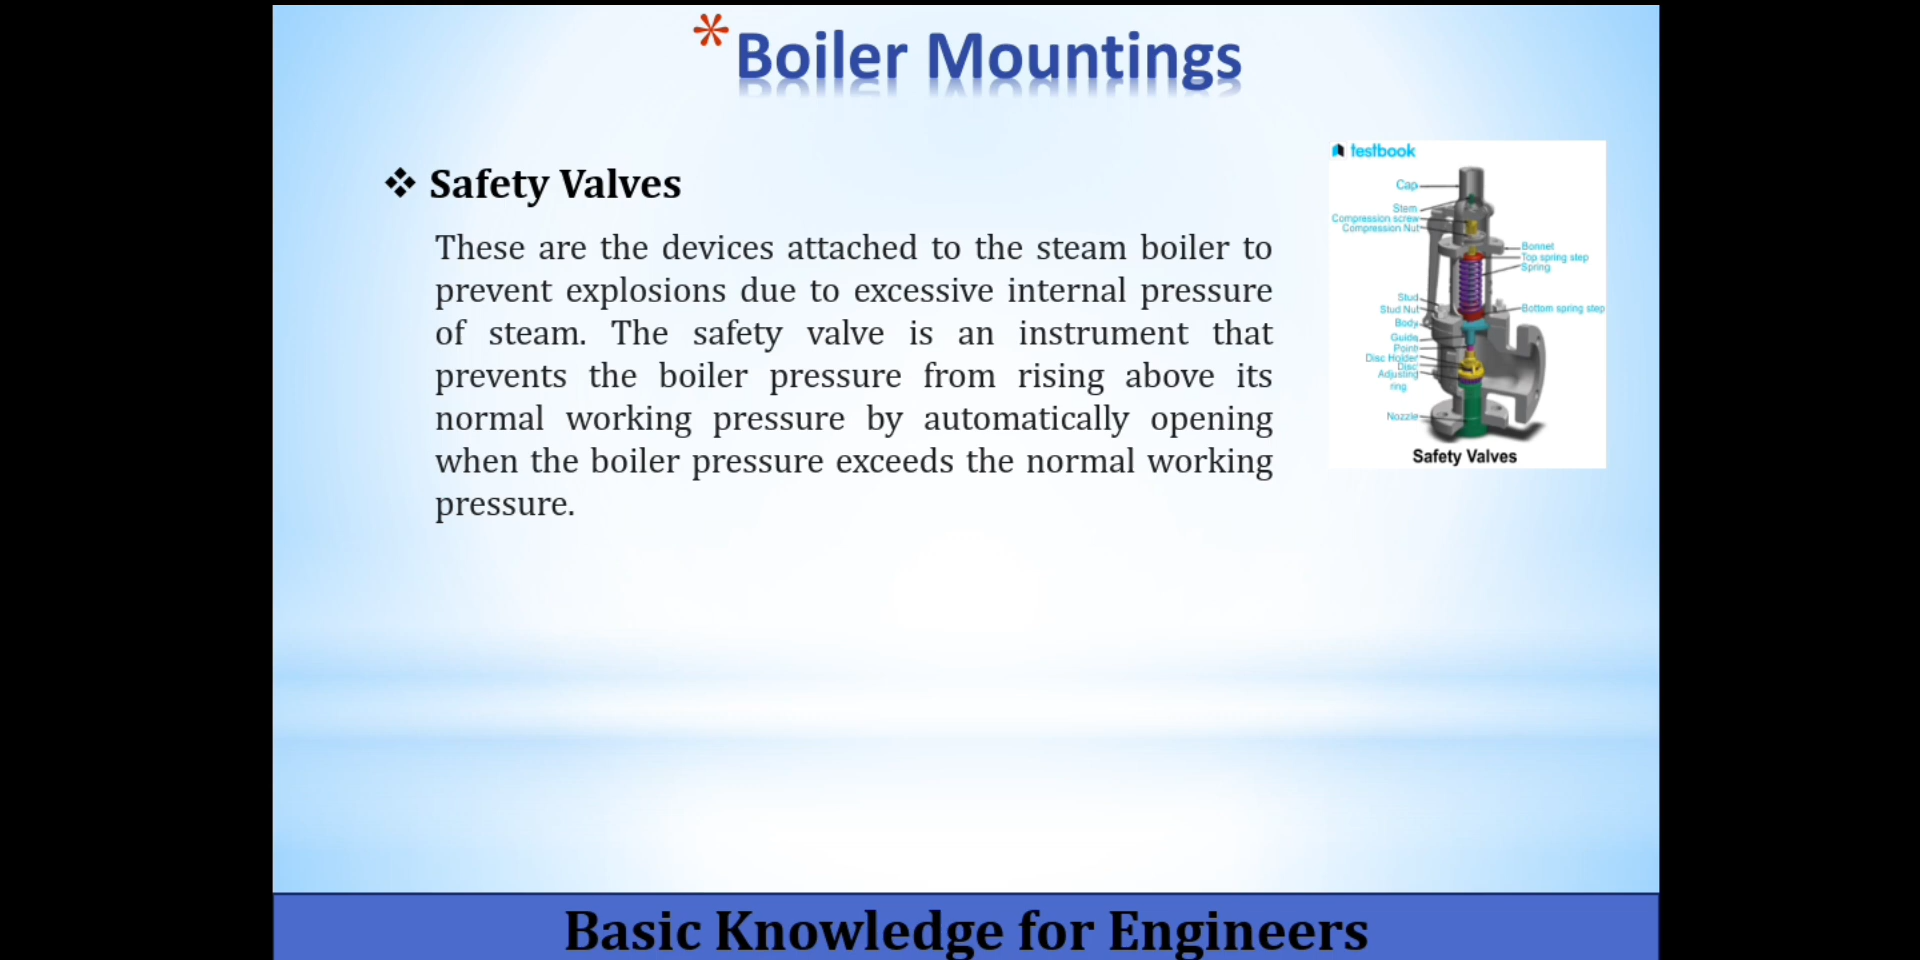 *Boiler Mountings
❖ Safety Valves
These are the devices attached to the steam boiler to
prevent explosions due to excessive internal pressure
of steam. The safety valve is an instrument that
prevents the boiler pressure from rising above its
normal working pressure by automatically opening
when the boiler pressure exceeds the normal working
pressure.
testbook
Cap
Stem
Compression screw
Compression Nut
Bonnet
Top spring step
Spring
Stud
Stud Nut
Bottom spring step
Body
Guide
Point
Disc Holder
Disc
Adjusting
ring
Nozzle
Safety Valves
Basic Knowledge for Engineers